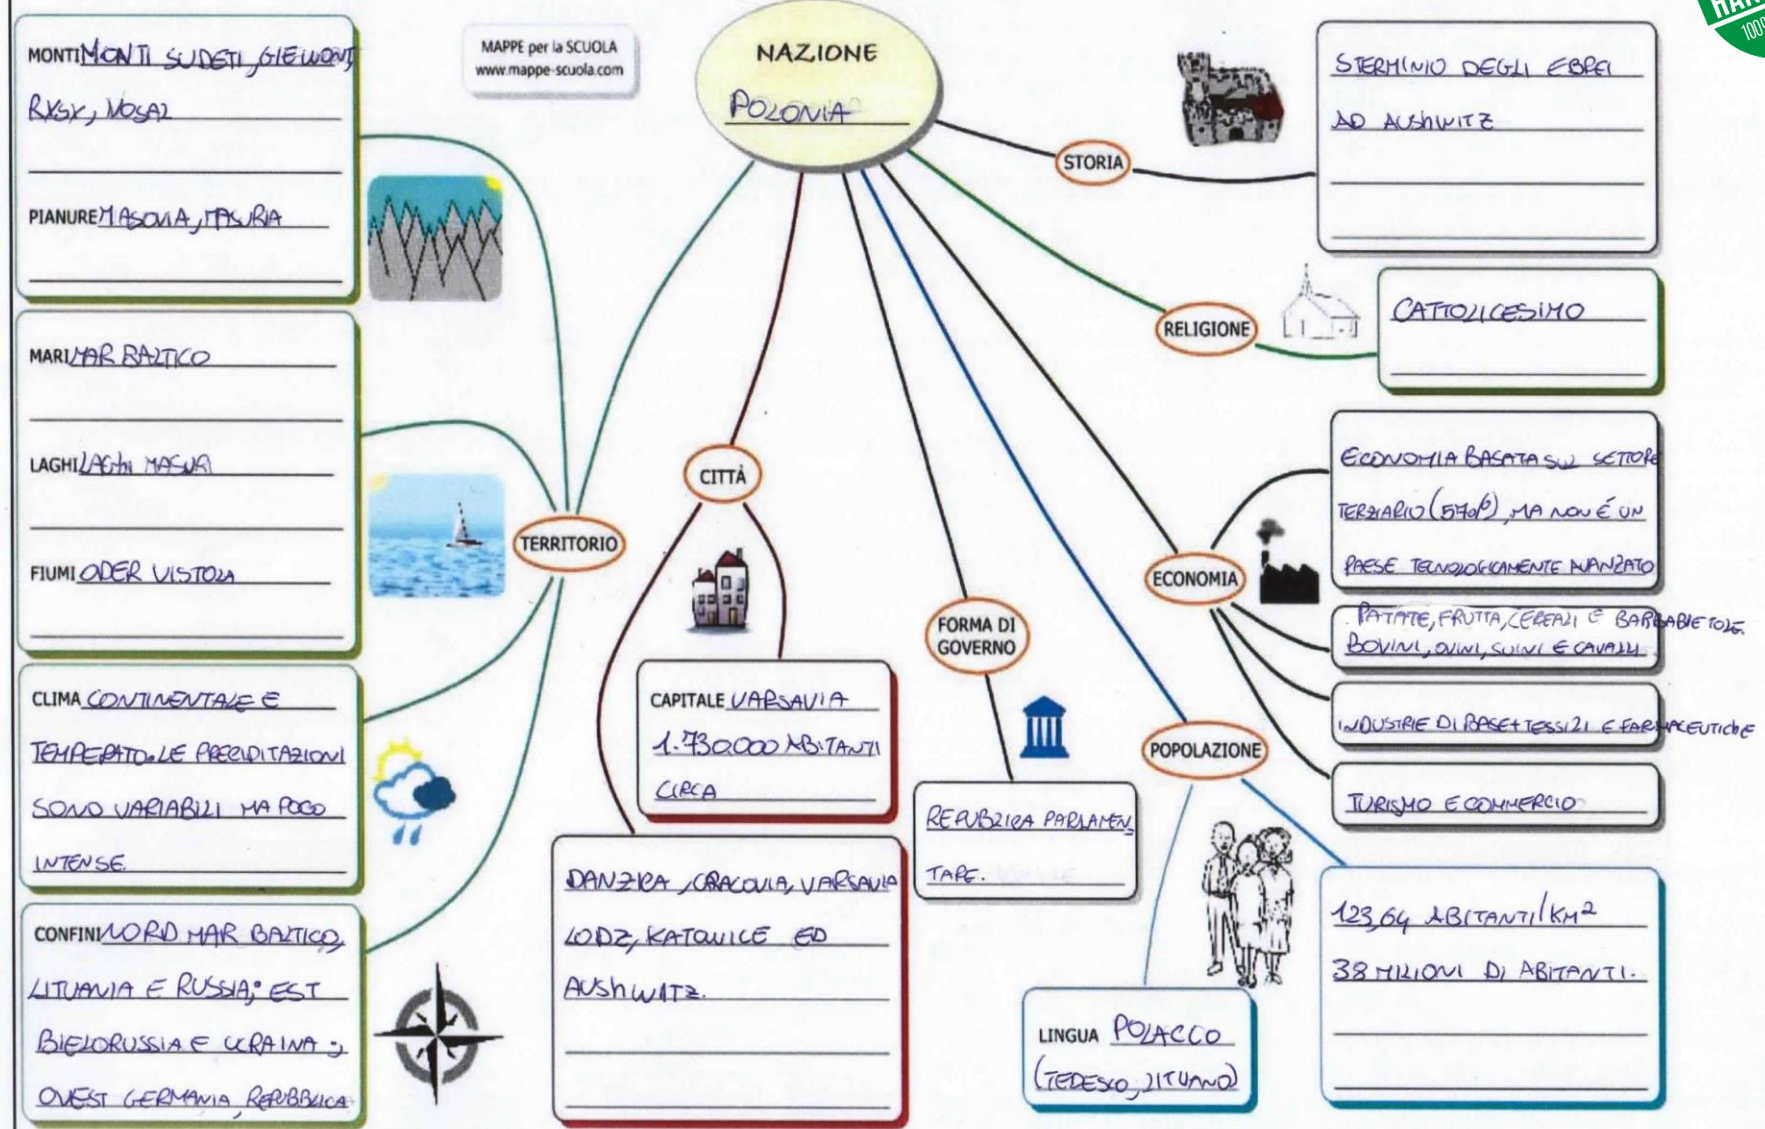 MAPPE per la SCUOLA
www.mappe-scuola.com
NAZIONE
POLONIA
MONTI MONTI SUDETI, GIEWONT,
RYSY, NOSAL
PIANURE MASOVIA, MASURIA
MARI MAR BALTICO
LAGHI LAGHI MASURI
FIUMI ODER VISTOLA
CLIMA CONTINENTALE E
TEMPERATO. LE PRECIPITAZIONI
SONO VARIABILI MA POCO
INTENSE.
CONFINI NORD MAR BALTICO,
LITUANIA E RUSSIA; EST
BIELORUSSIA E UCRAINA;
OVEST GERMANIA, REPUBBLICA
TERRITORIO
CITTÀ
CAPITALE VARSAVIA
1.730.000 ABITANTI
CIRCA
DANZICA, CRACOVIA, VARSAVIA
LODZ, KATOWICE ED
AUSHWITZ.
FORMA DI
GOVERNO
REPUBBLICA PARLAMEN
TARE.
POPOLAZIONE
LINGUA POLACCO
(TEDESCO, LITUANO)
123,64 ABITANTI/KM²
38 MILIONI DI ABITANTI.
ECONOMIA
ECONOMIA BASATA SUL SETTORE
TERZIARIO (57%), MA NON É UN
PAESE TECNOLOGICAMENTE AVANZATO
PATATE, FRUTTA, CEREALI E BARBABIETOLE.
BOVINI, OVINI, SUINI E CAVALLI
INDUSTRIE DI BASE + TESSILI E FARMACEUTICHE
TURISMO E COMMERCIO
RELIGIONE
CATTOLICESIMO
STORIA
STERMINIO DEGLI EBREI
AD AUSHWITZ